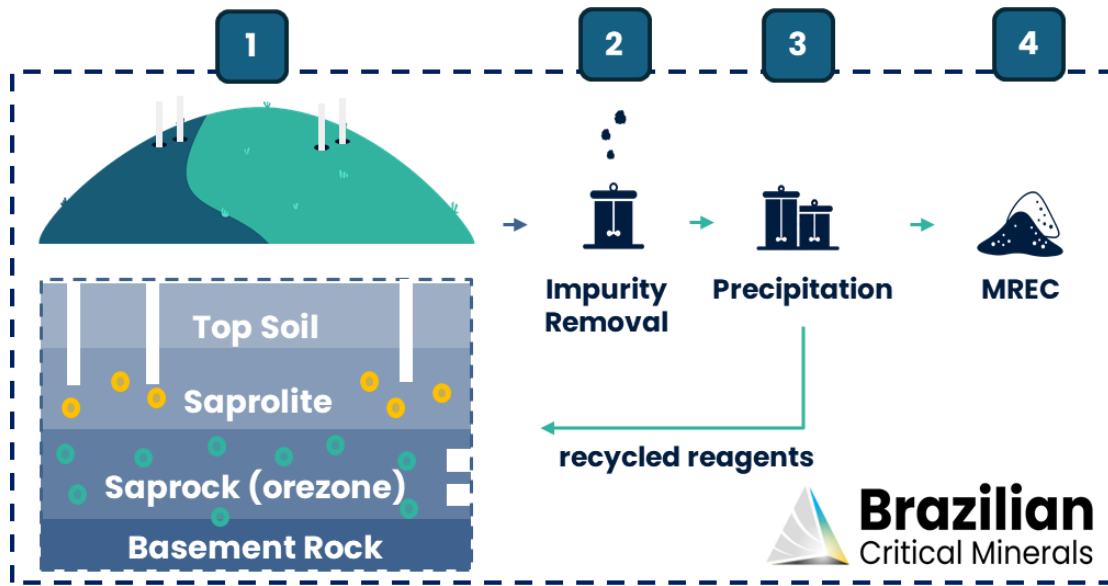 1
2
3
4
Impurity
Removal
Precipitation
MREC
Top Soil
Saprolite
Saprock (orezone)
Basement Rock
recycled reagents
Brazilian
Critical Minerals